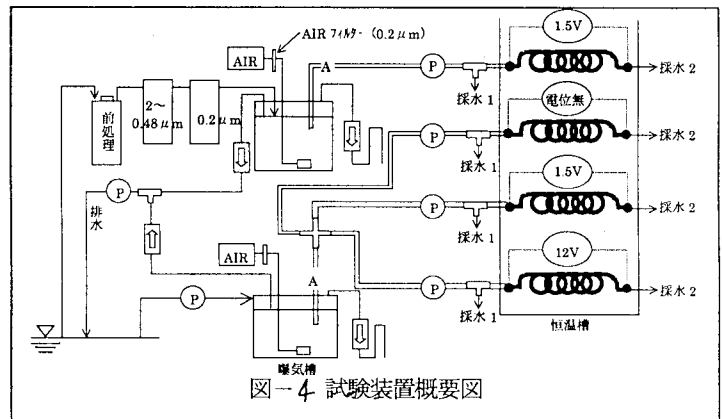 AIR フィルター (0.2μm)
AIR
A
P
1.5V
採水 1
採水 2
前処理
2～
0.48μm
0.2μm
P
電位無
採水 1
採水 2
P
排水
P
1.5V
採水 1
採水 2
AIR
A
P
12V
採水 1
採水 2
P
恒温槽
曝気槽
図－4 試験装置概要図